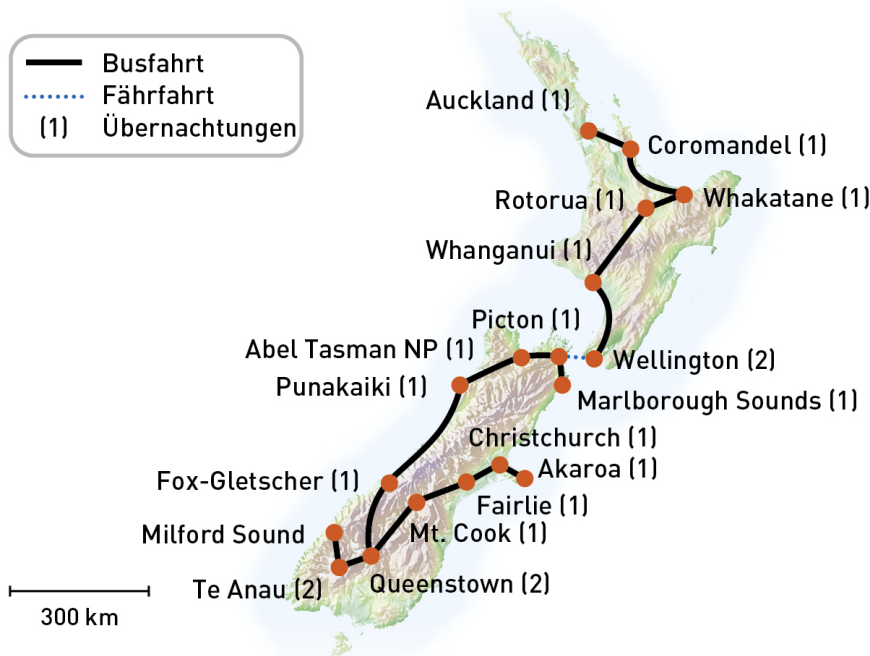 Busfahrt
Fährfahrt
(1) Übernachtungen
Auckland (1)
Coromandel (1)
Rotorua (1)
Whakatane (1)
Whanganui (1)
Picton (1)
Abel Tasman NP (1)
Wellington (2)
Punakaiki (1)
Marlborough Sounds (1)
Christchurch (1)
Akaroa (1)
Fox-Gletscher (1)
Fairlie (1)
Milford Sound
Mt. Cook (1)
Te Anau (2)
Queenstown (2)
300 km